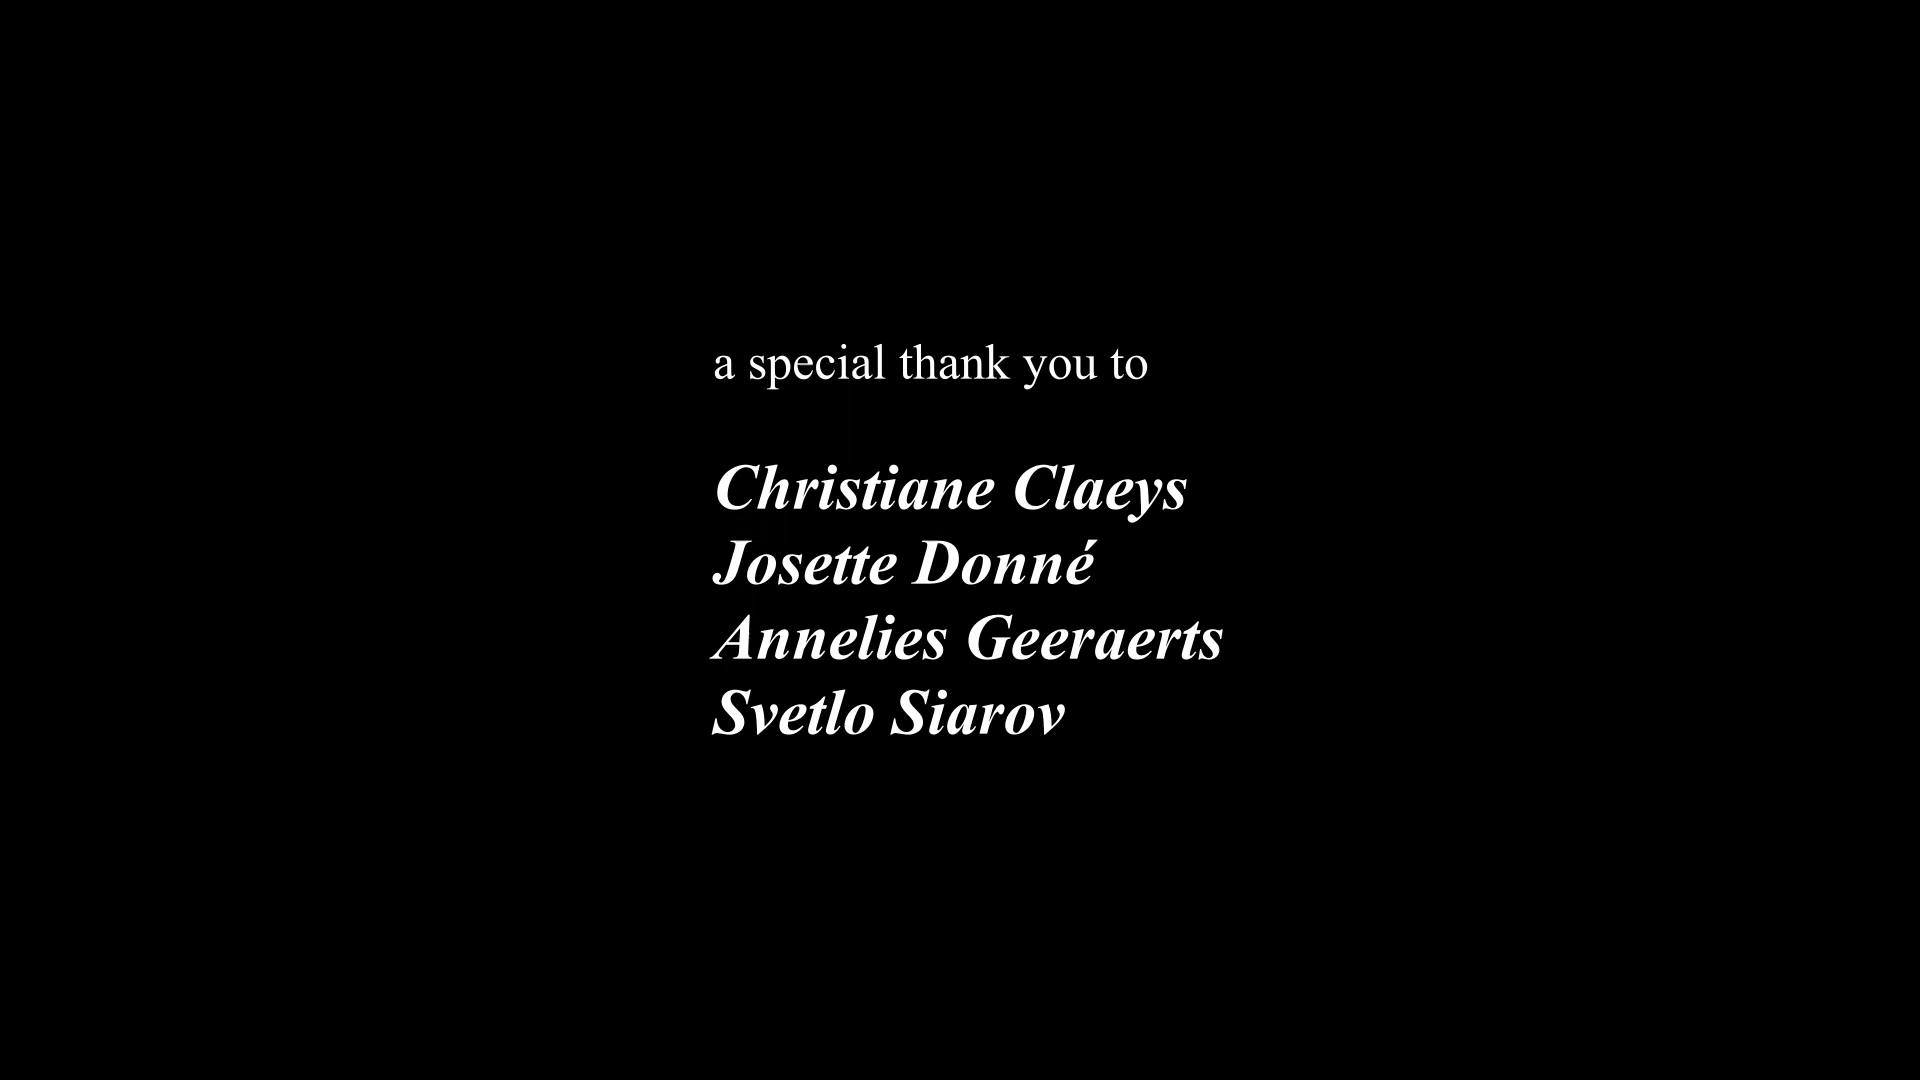 a special thank you to
Christiane Claeys
Josette Donné
Annelies Geeraerts
Svetlo Siarov